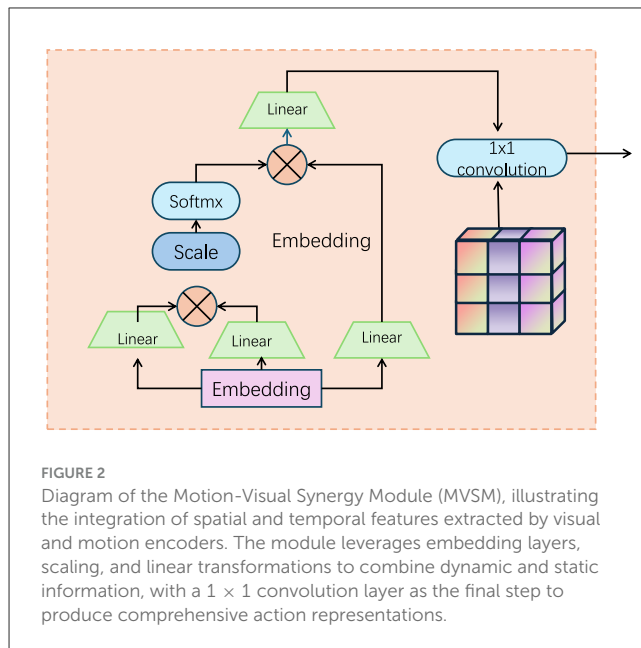 Linear
1x1
convolution
Softmx
Scale
Embedding
Linear
Linear
Linear
Embedding
FIGURE 2
Diagram of the Motion-Visual Synergy Module (MVSM), illustrating
the integration of spatial and temporal features extracted by visual
and motion encoders. The module leverages embedding layers,
scaling, and linear transformations to combine dynamic and static
information, with a 1 × 1 convolution layer as the final step to
produce comprehensive action representations.